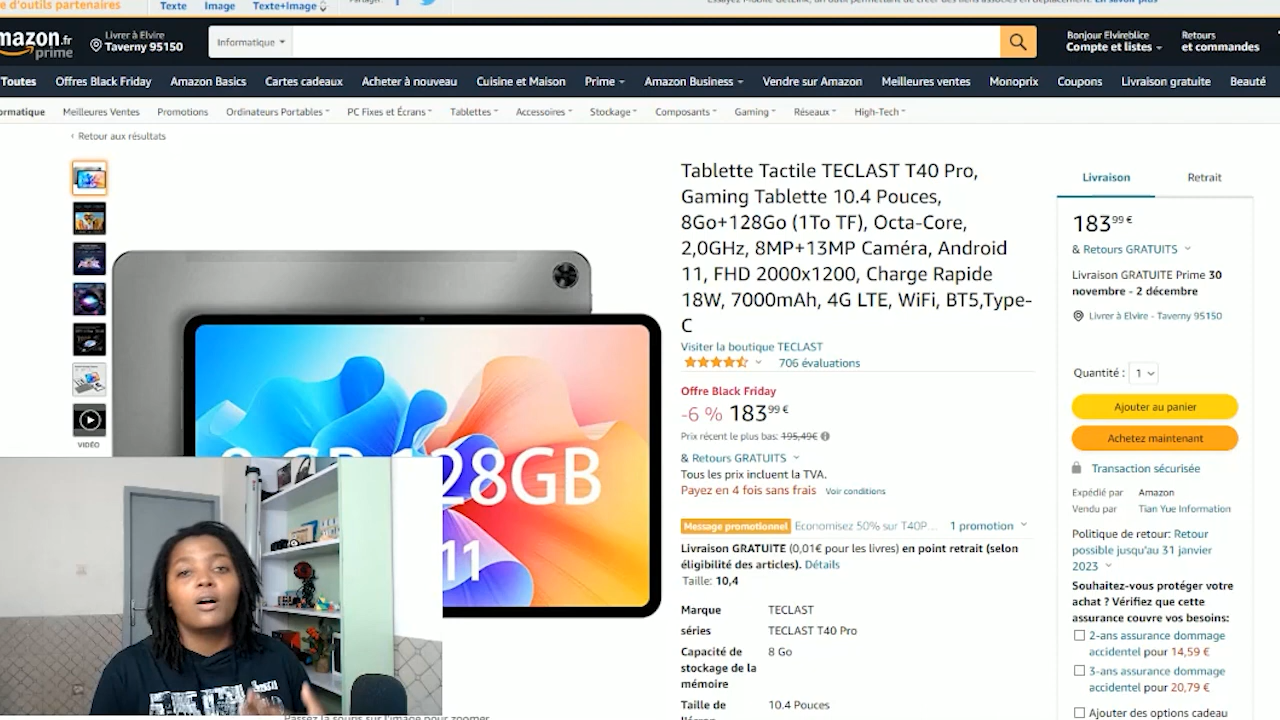 e d'outils partenaires
Texte Image Texte+Image
mazon.fr
prime
Livrer à Elvire
Taverny 95150
Informatique
Bonjour Elvireblice
Compte et listes
Retours
et commandes
Toutes Offres Black Friday Amazon Basics Cartes cadeaux Acheter à nouveau Cuisine et Maison Prime Amazon Business Vendre sur Amazon Meilleures ventes Monoprix Coupons Livraison gratuite Beauté
ormatique Meilleures Ventes Promotions Ordinateurs Portables PC Fixes et Écrans Tablettes Accessoires Stockage Composants Gaming Réseaux High-Tech
‹ Retour aux résultats
VIDÉO
28GB
11
Passez la souris sur l'image pour zoomer
Tablette Tactile TECLAST T40 Pro,
Gaming Tablette 10.4 Pouces,
8Go+128Go (1To TF), Octa-Core,
2,0GHz, 8MP+13MP Caméra, Android
11, FHD 2000x1200, Charge Rapide
18W, 7000mAh, 4G LTE, WiFi, BT5,Type-
C
Visiter la boutique TECLAST
706 évaluations
Offre Black Friday
-6 % 183,99 €
Prix récent le plus bas: 195,49€
& Retours GRATUITS
Tous les prix incluent la TVA.
Payez en 4 fois sans frais Voir conditions
Message promotionnel Economisez 50% sur T40P... 1 promotion
Livraison GRATUITE (0,01€ pour les livres) en point retrait (selon
éligibilité des articles). Détails
Taille: 10,4
Marque TECLAST
séries TECLAST T40 Pro
Capacité de 8 Go
stockage de la
mémoire
Taille de 10.4 Pouces
Livraison Retrait
183,99 €
& Retours GRATUITS
Livraison GRATUITE Prime 30
novembre - 2 décembre
Livrer à Elvire - Taverny 95150
Quantité : 1
Ajouter au panier
Achetez maintenant
Transaction sécurisée
Expédié par Amazon
Vendu par Tian Yue Information
Politique de retour: Retour
possible jusqu'au 31 janvier
2023
Souhaitez-vous protéger votre
achat ? Vérifiez que cette
assurance couvre vos besoins:
2-ans assurance dommage
accidentel pour 14,59 €
3-ans assurance dommage
accidentel pour 20,79 €
Ajouter des options cadeau